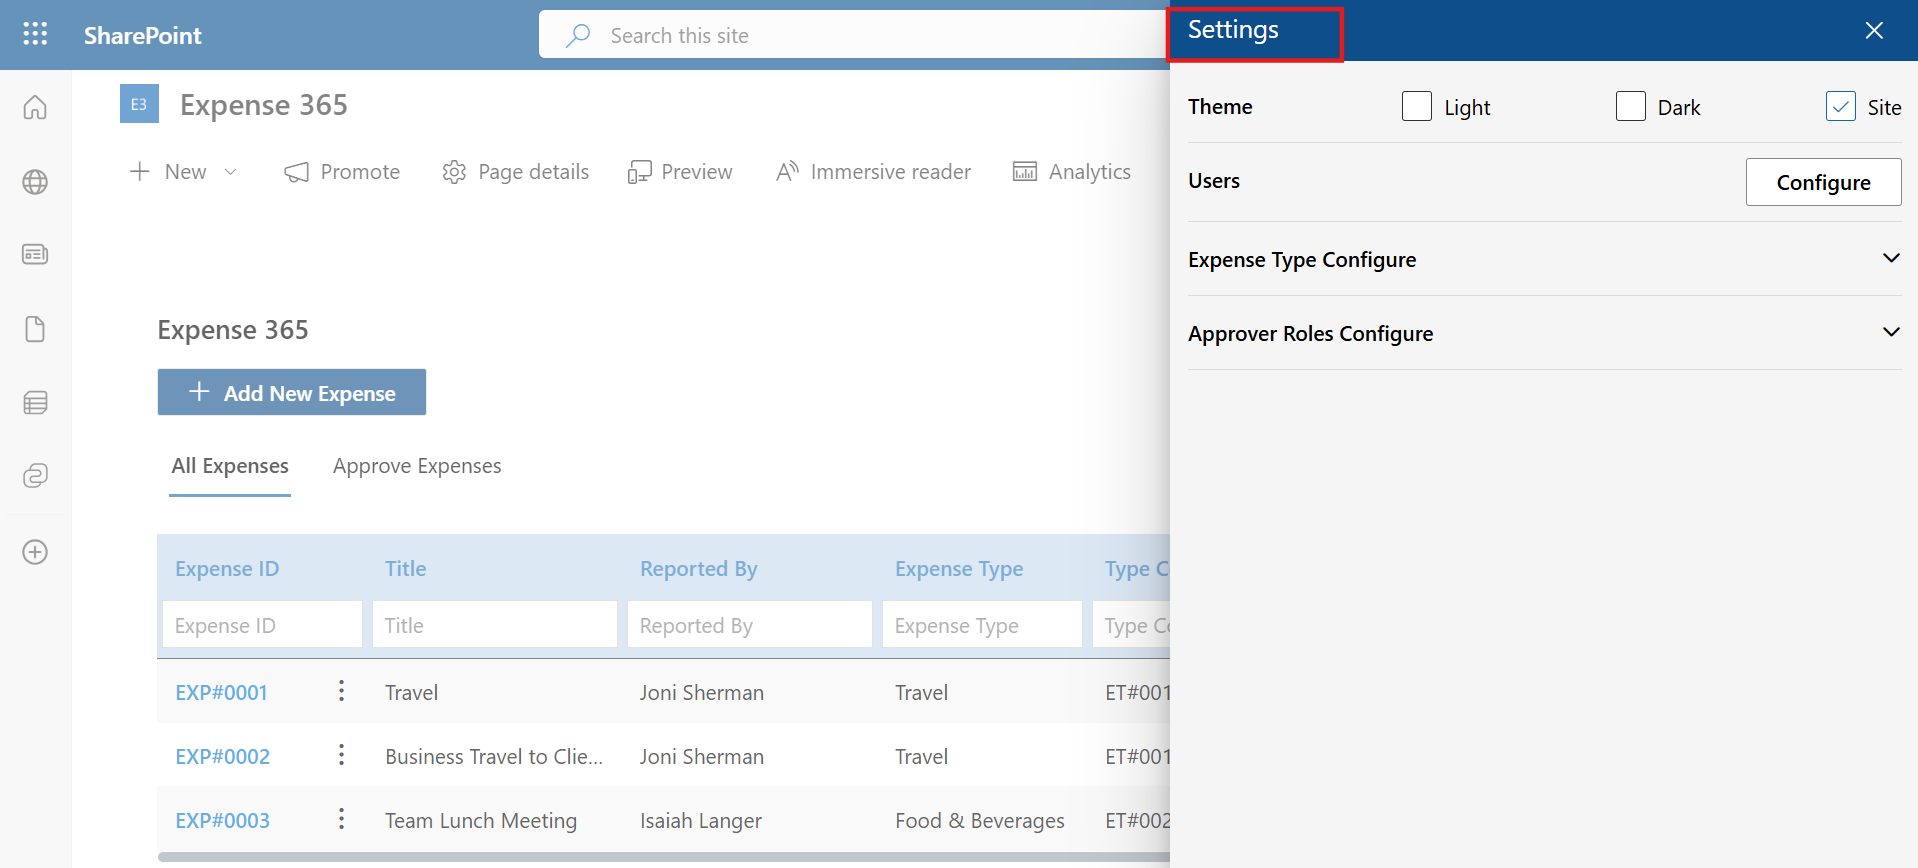 SharePoint
Search this site
Settings
E3
Expense 365
Theme
Light
Dark
Site
New
Promote
Page details
Preview
Immersive reader
Analytics
Users
Configure
Expense Type Configure
Approver Roles Configure
Expense 365
Add New Expense
All Expenses
Approve Expenses
Expense ID Title Reported By Expense Type Type C
Expense ID Title Reported By Expense Type Type Co
EXP#0001 Travel Joni Sherman Travel ET#001
EXP#0002 Business Travel to Clie... Joni Sherman Travel ET#001
EXP#0003 Team Lunch Meeting Isaiah Langer Food & Beverages ET#002